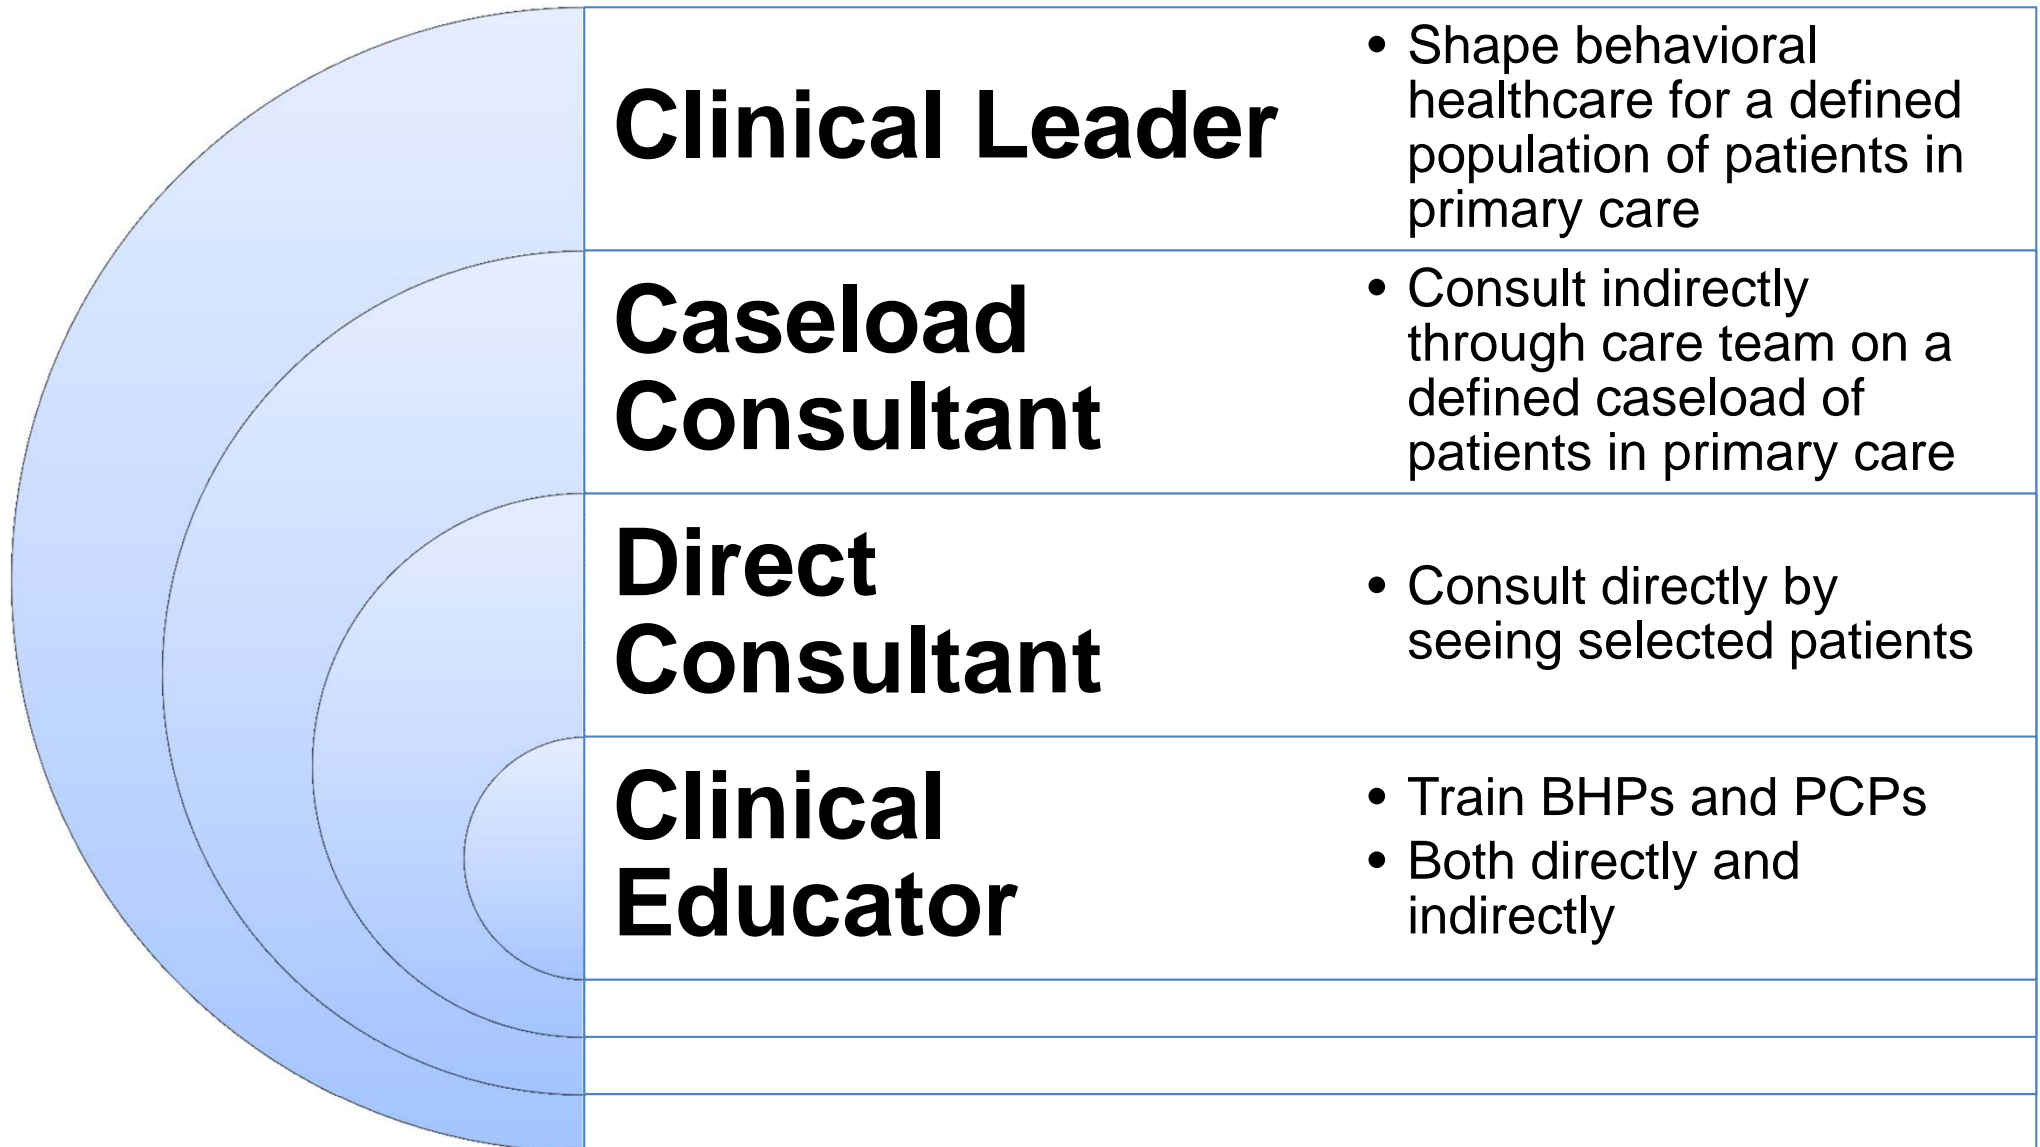 Clinical Leader
• Shape behavioral
healthcare for a defined
population of patients in
primary care
Caseload
Consultant
• Consult indirectly
through care team on a
defined caseload of
patients in primary care
Direct
Consultant
• Consult directly by
seeing selected patients
Clinical
Educator
• Train BHPs and PCPs
• Both directly and
indirectly